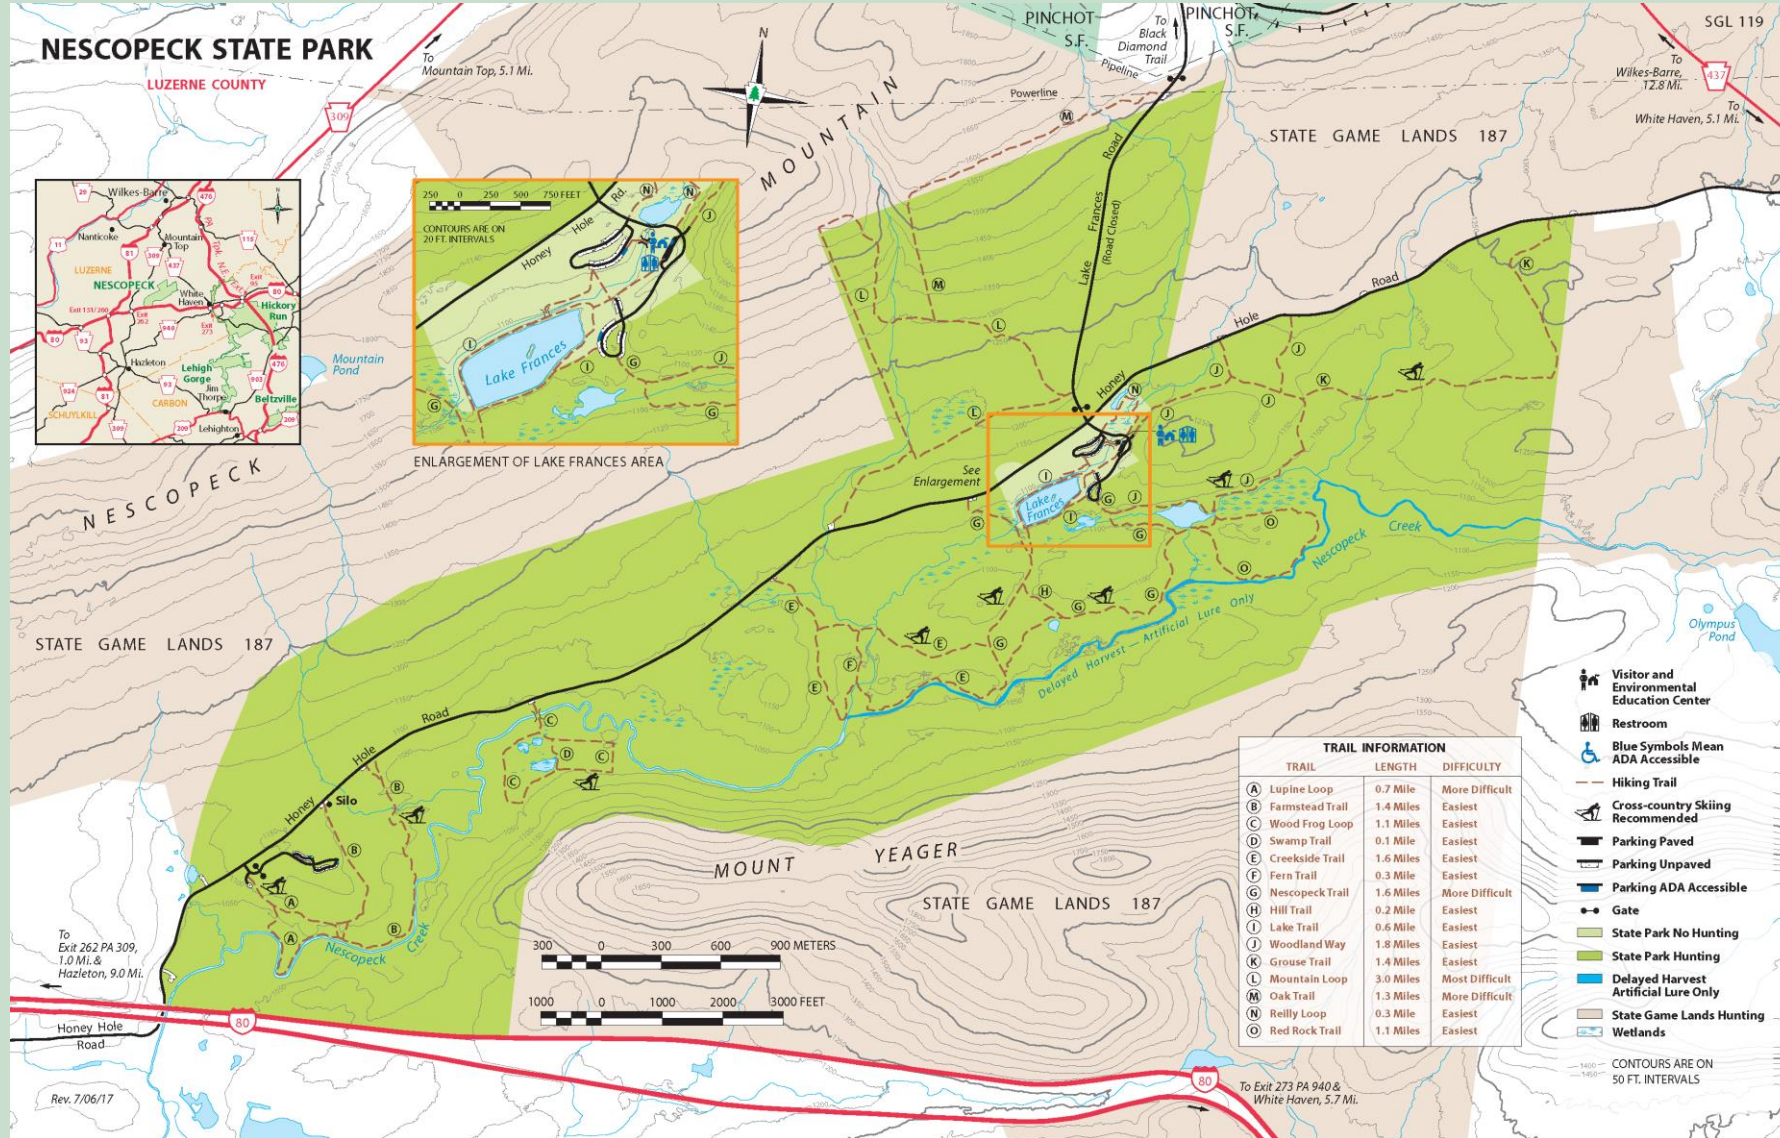 NESCOPECK STATE PARK
LUZERNE COUNTY
To
Mountain Top, 5.1 Mi.
309
N
PINCHOT
S.F.
To
Black
Diamond
Trail
PINCHOT
S.F.
Pipeline
Powerline
SGL 119
To
Wilkes-Barre,
12.8 Mi.
437
To
White Haven, 5.1 Mi.
STATE GAME LANDS 187
NESCOPECK MOUNTAIN
Wilkes-Barre
Nanticoke
Mountain
Top
LUZERNE
NESCOPECK
White
Haven
Hickory
Run
Hazleton
Lehigh
Gorge
Jim
Thorpe
CARBON
Beltzville
SCHUYLKILL
Lehighton
250 0 250 500 750 FEET
CONTOURS ARE ON
20 FT. INTERVALS
Honey Hole Rd.
Lake Frances
ENLARGEMENT OF LAKE FRANCES AREA
Mountain
Pond
Lake Frances Road
(Road Closed)
Honey Hole Road
See
Enlargement
Lake
Frances
Nescopeck Creek
Delayed Harvest — Artificial Lure Only
Olympus
Pond
STATE GAME LANDS 187
Honey Hole Road
Silo
Nescopeck Creek
MOUNT YEAGER
STATE GAME LANDS 187
To
Exit 262 PA 309,
1.0 Mi. &
Hazleton, 9.0 Mi.
Honey Hole
Road
80
300 0 300 600 900 METERS
1000 0 1000 2000 3000 FEET
80
To Exit 273 PA 940 &
White Haven, 5.7 Mi.
Rev. 7/06/17
TRAIL INFORMATION
TRAIL LENGTH DIFFICULTY
A Lupine Loop 0.7 Mile More Difficult
B Farmstead Trail 1.4 Miles Easiest
C Wood Frog Loop 1.1 Miles Easiest
D Swamp Trail 0.1 Mile Easiest
E Creekside Trail 1.6 Miles Easiest
F Fern Trail 0.3 Mile Easiest
G Nescopeck Trail 1.6 Miles More Difficult
H Hill Trail 0.2 Mile Easiest
I Lake Trail 0.6 Mile Easiest
J Woodland Way 1.8 Miles Easiest
K Grouse Trail 1.4 Miles Easiest
L Mountain Loop 3.0 Miles Most Difficult
M Oak Trail 1.3 Miles More Difficult
N Reilly Loop 0.3 Mile Easiest
O Red Rock Trail 1.1 Miles Easiest
Visitor and
Environmental
Education Center
Restroom
Blue Symbols Mean
ADA Accessible
Hiking Trail
Cross-country Skiing
Recommended
Parking Paved
Parking Unpaved
Parking ADA Accessible
Gate
State Park No Hunting
State Park Hunting
Delayed Harvest
Artificial Lure Only
State Game Lands Hunting
Wetlands
CONTOURS ARE ON
50 FT. INTERVALS